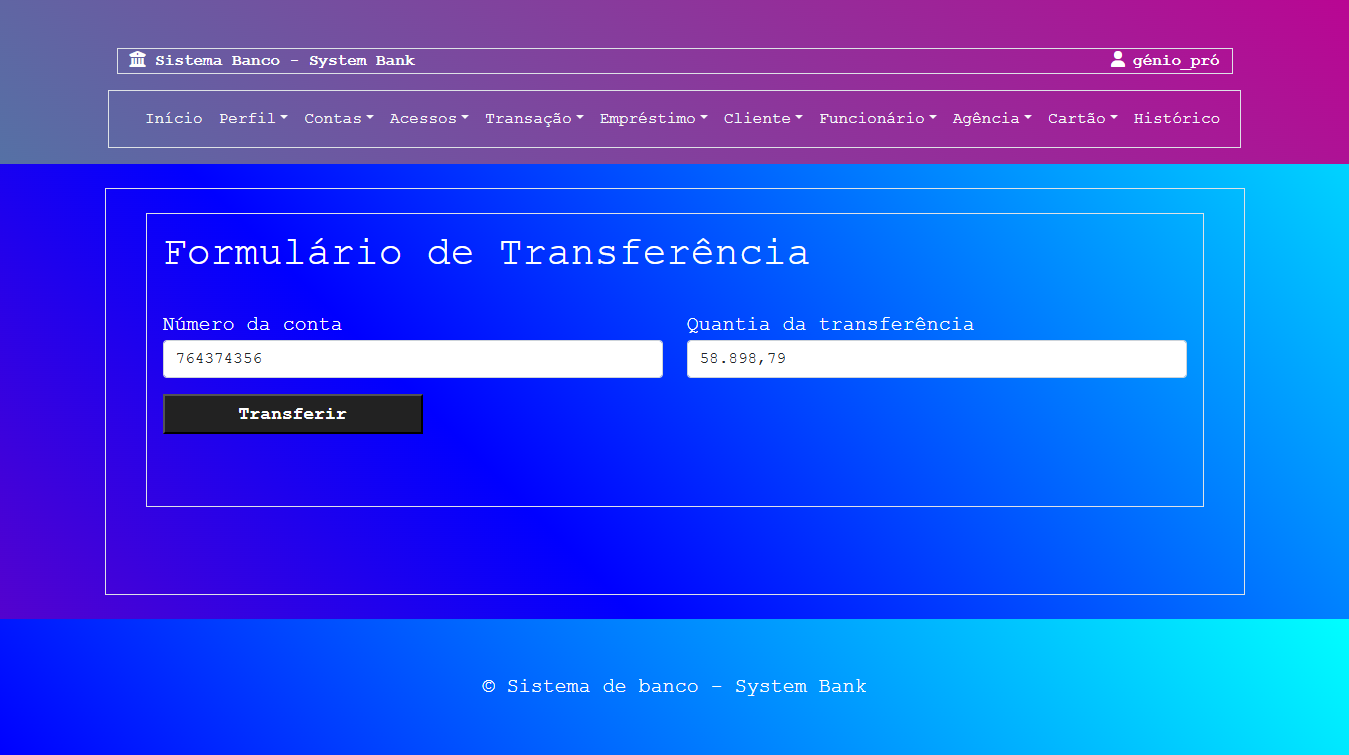 Sistema Banco - System Bank génio_pró
Início Perfil Contas Acessos Transação Empréstimo Cliente Funcionário Agência Cartão Histórico
Formulário de Transferência
Número da conta Quantia da transferência
764374356 58.898,79
Transferir
© Sistema de banco - System Bank